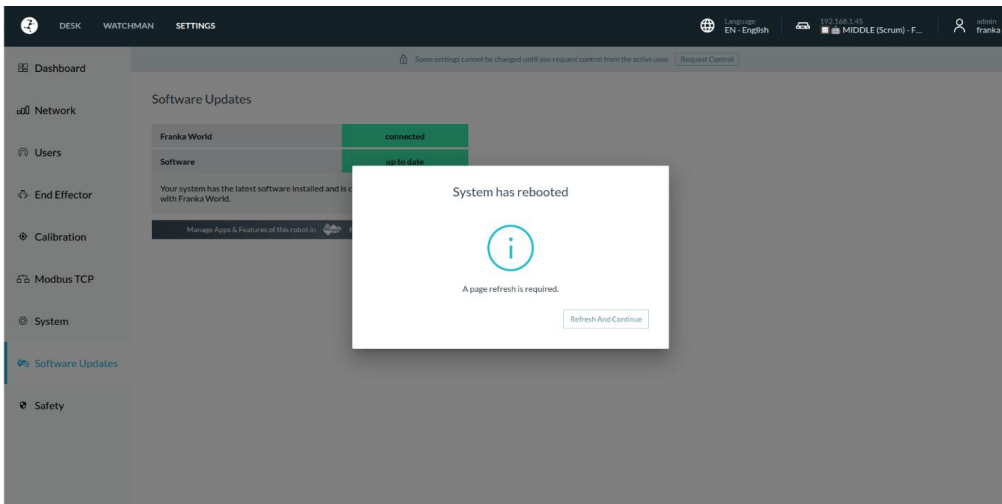 DESK WATCHMAN SETTINGS
Language
EN - English
192.168.1.45
MIDDLE (Scrum) - F...
admin
franka
Some settings cannot be changed until you request control from the active user. Request Control
Dashboard
Network
Users
End Effector
Calibration
Modbus TCP
System
Software Updates
Safety
Software Updates
Franka World connected
Software up to date
Your system has the latest software installed and is c
with Franka World.
Manage Apps & Features of this robot in
System has rebooted
i
A page refresh is required.
Refresh And Continue